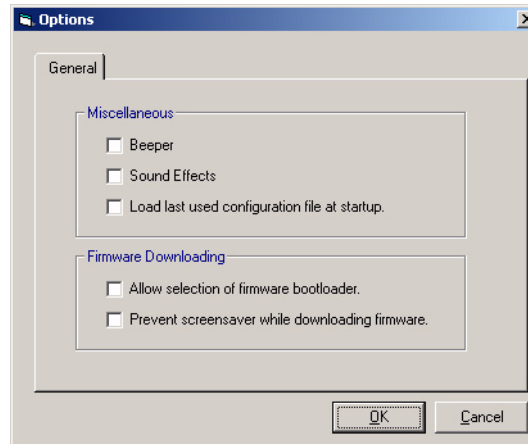 Options
General
Miscellaneous
Beeper
Sound Effects
Load last used configuration file at startup.
Firmware Downloading
Allow selection of firmware bootloader.
Prevent screensaver while downloading firmware.
OK
Cancel